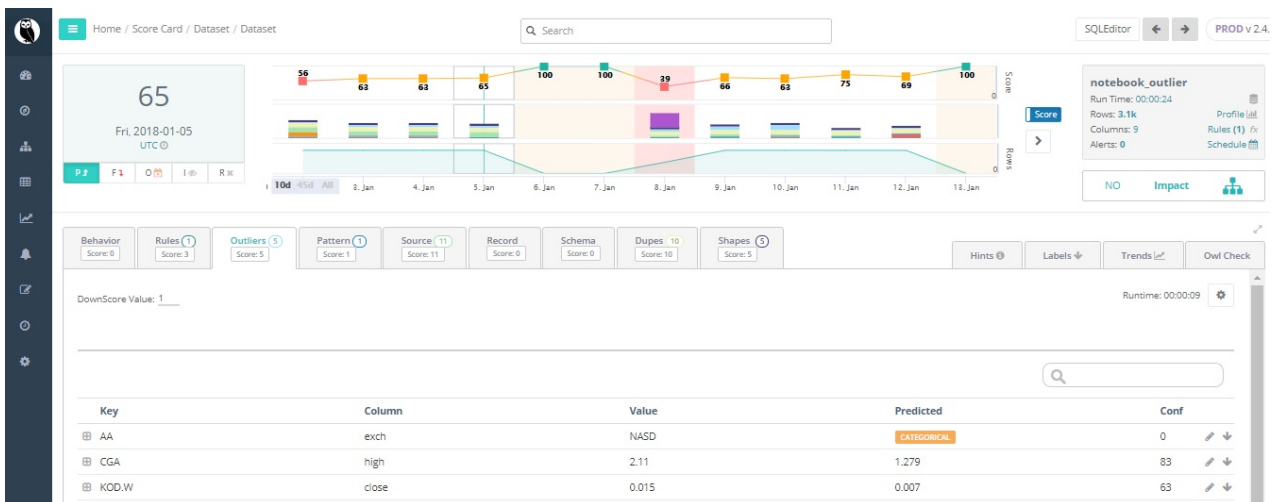 Home / Score Card / Dataset / Dataset
Search
SQLEditor
PROD v 2.4.
65
Fri, 2018-01-05
UTC
P F O I R
56 63 63 65 100 100 39 66 63 75 69 100
Score
0
Rows
0
10d 45d All
3. Jan 4. Jan 5. Jan 6. Jan 7. Jan 8. Jan 9. Jan 10. Jan 11. Jan 12. Jan 13. Jan
Score
notebook_outlier
Run Time: 00:00:24
Rows: 3.1k Profile
Columns: 9 Rules (1) fx
Alerts: 0 Schedule
NO Impact
Behavior
Score: 0
Rules 1
Score: 3
Outliers 5
Score: 5
Pattern 1
Score: 1
Source 11
Score: 11
Record
Score: 0
Schema
Score: 0
Dupes 10
Score: 10
Shapes 5
Score: 5
Hints
Labels
Trends
Owl Check
DownScore Value: 1
Runtime: 00:00:09
Key Column Value Predicted Conf
AA exch NASD CATEGORICAL 0
CGA high 2.11 1.279 83
KOD.W close 0.015 0.007 63